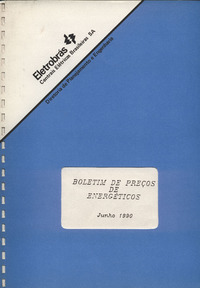 Eletrobrás
Centrais Elétricas Brasileiras SA
Diretoria de Planejamento e Engenharia
BOLETIM DE PREÇOS
DE
ENERGÉTICOS
Junho 1990